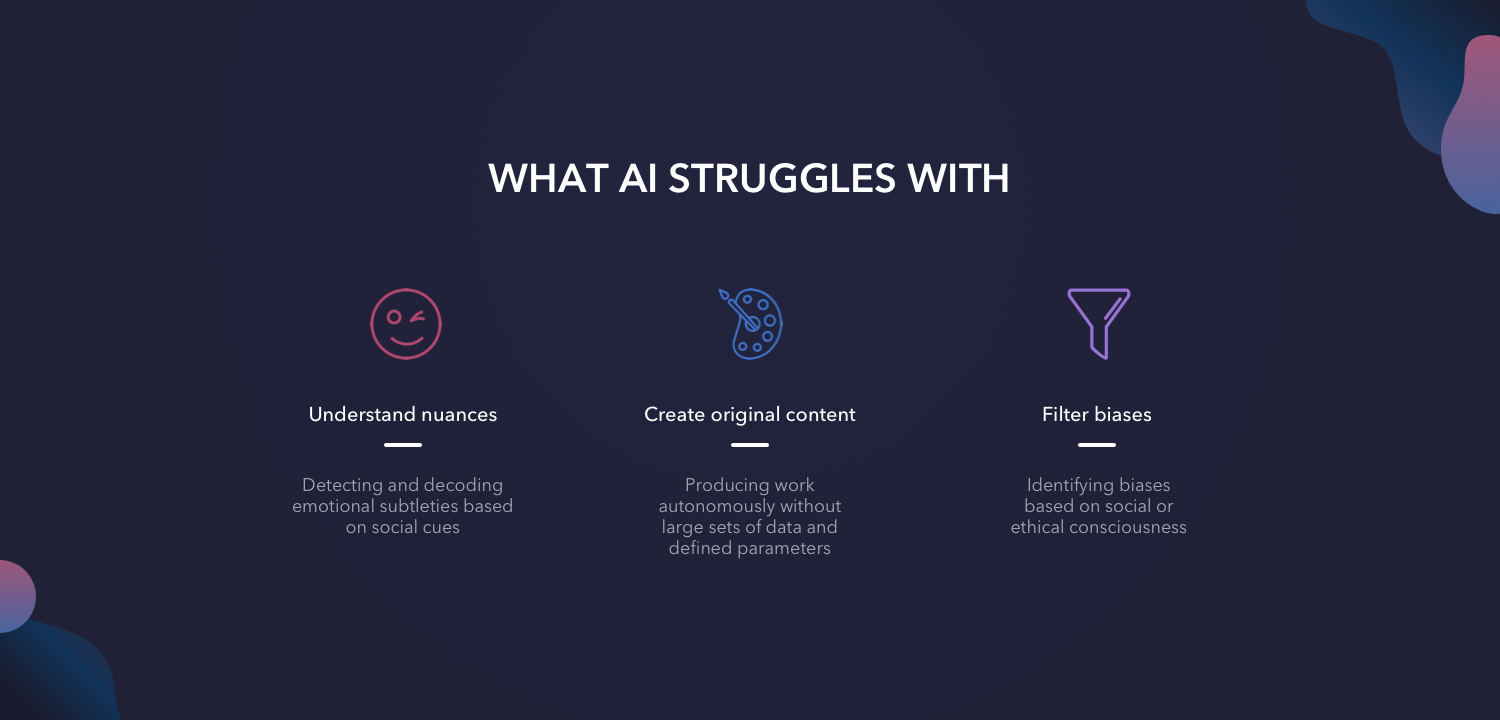 WHAT AI STRUGGLES WITH
Understand nuances
Detecting and decoding
emotional subtleties based
on social cues
Create original content
Producing work
autonomously without
large sets of data and
defined parameters
Filter biases
Identifying biases
based on social or
ethical consciousness